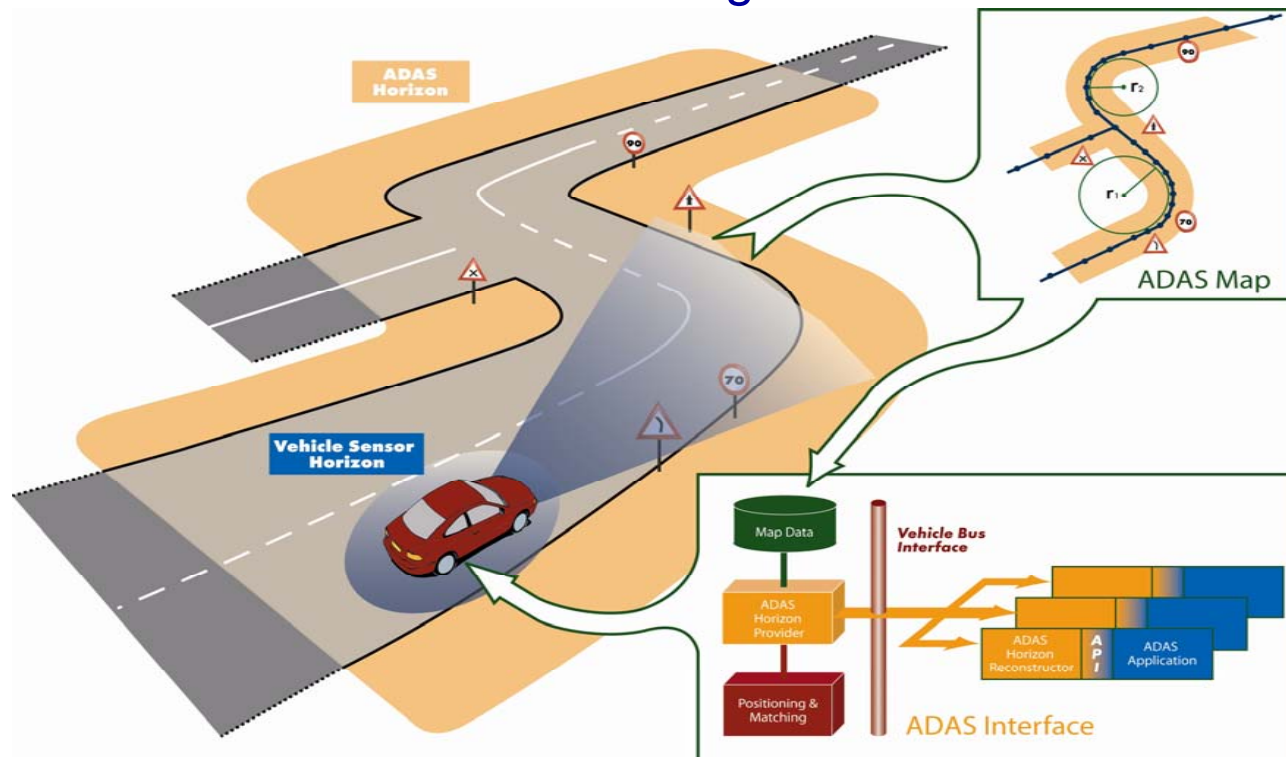 ADAS
Horizon
90
70
Vehicle Sensor
Horizon
90
r2
r1
70
ADAS Map
Map Data
Vehicle Bus
Interface
ADAS
Horizon
Provider
ADAS
Horizon
Reconstructor
API
ADAS
Application
Positioning &
Matching
ADAS Interface